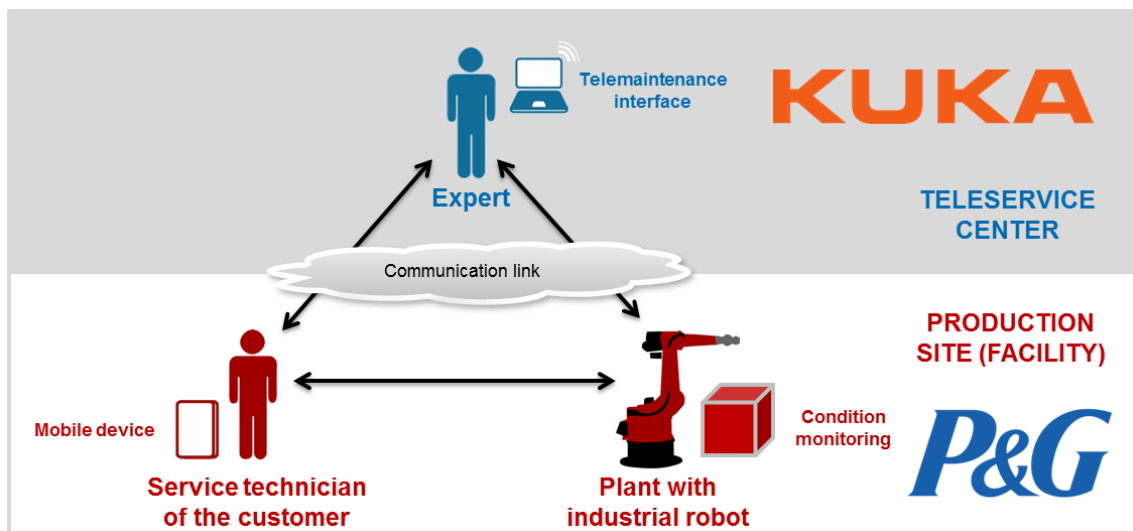 Telemaintenance
interface
KUKA
Expert
TELESERVICE
CENTER
Communication link
PRODUCTION
SITE (FACILITY)
Mobile device
Condition
monitoring
P&G
Service technician
of the customer
Plant with
industrial robot